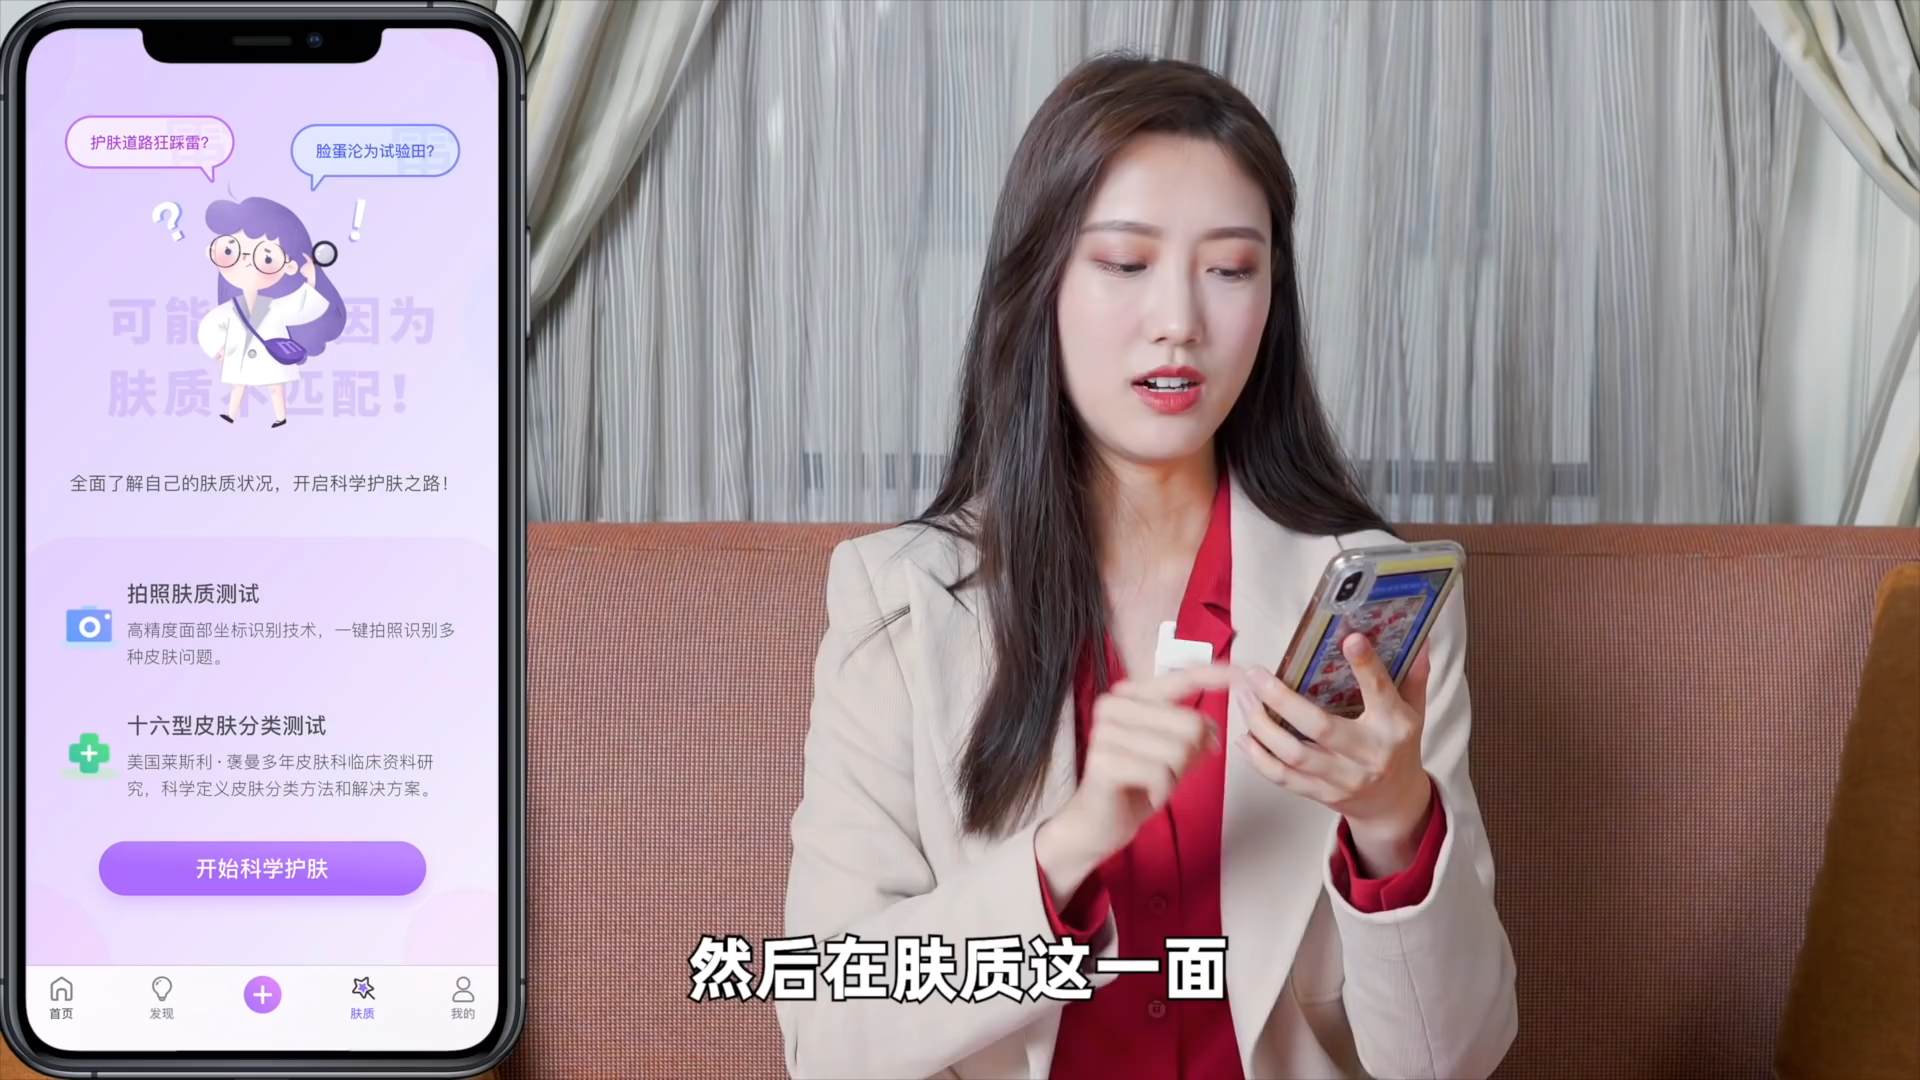 护肤道路狂踩雷?
脸蛋沦为试验田?
可能 因为
肤质不匹配!
全面了解自己的肤质状况，开启科学护肤之路!
拍照肤质测试
高精度面部坐标识别技术，一键拍照识别多
种皮肤问题。
十六型皮肤分类测试
美国莱斯利·褒曼多年皮肤科临床资料研
究，科学定义皮肤分类方法和解决方案。
开始科学护肤
首页
发现
肤质
我的
然后在肤质这一面